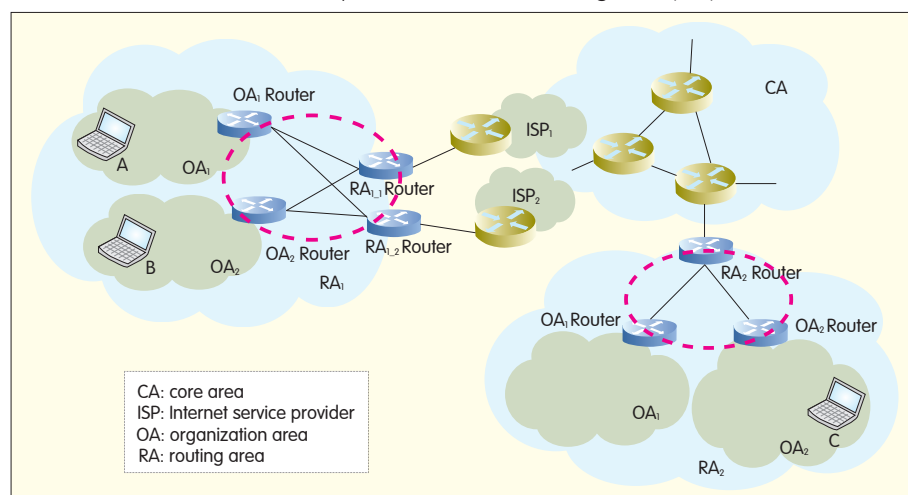 OA₁ Router
A
OA₁
RA₁_₁ Router
ISP₁
CA
ISP₂
B
OA₂
OA₂ Router
RA₁_₂ Router
RA₁
RA₂ Router
OA₁ Router
OA₂ Router
OA₁
OA₂
C
RA₂
CA: core area
ISP: Internet service provider
OA: organization area
RA: routing area